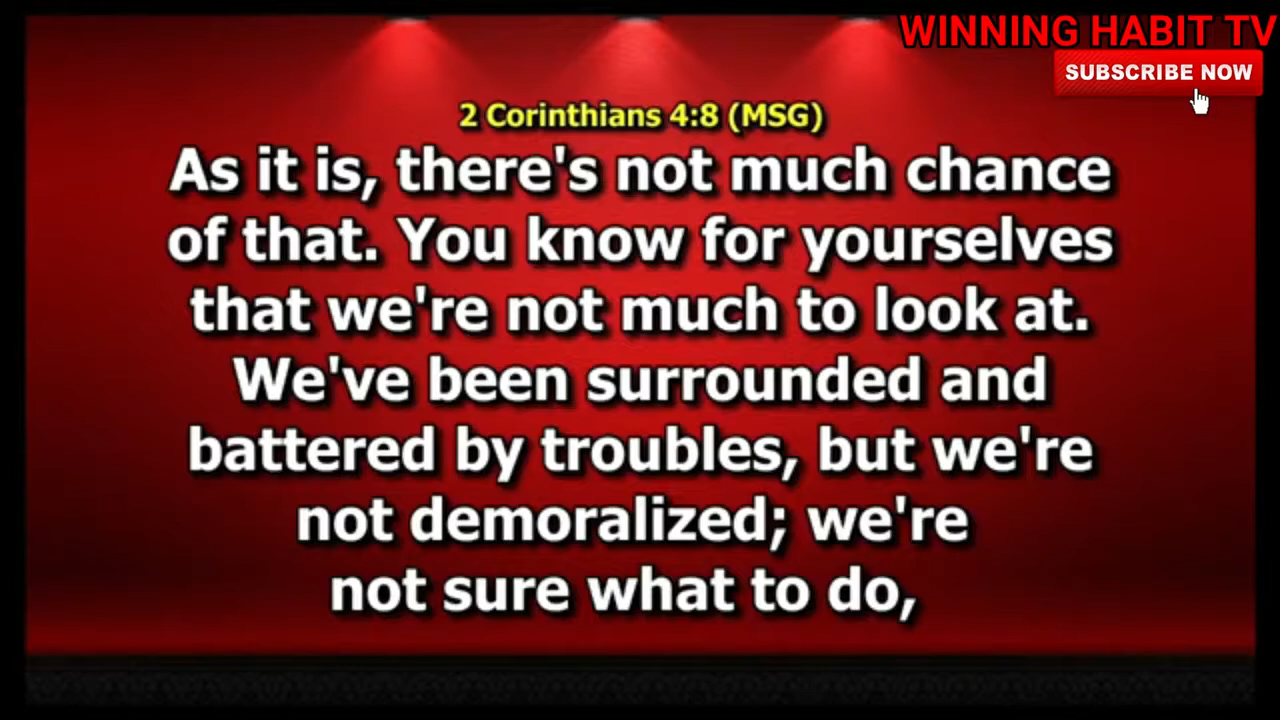 WINNING HABIT TV
SUBSCRIBE NOW
2 Corinthians 4:8 (MSG)
As it is, there's not much chance
of that. You know for yourselves
that we're not much to look at.
We've been surrounded and
battered by troubles, but we're
not demoralized; we're
not sure what to do,